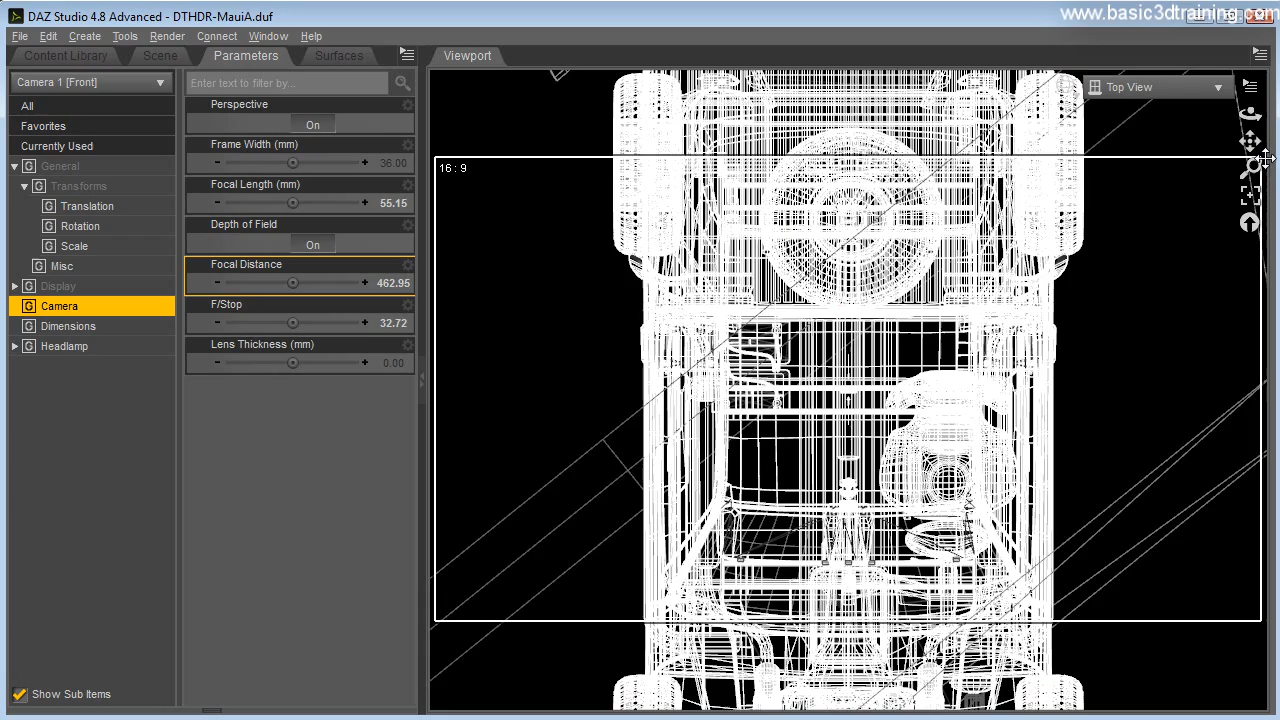 DAZ Studio 4.8 Advanced - DTHDR-MauiA.duf
www.basic3dtraining.com
File Edit Create Tools Render Connect Window Help
Content Library Scene Parameters Surfaces Viewport
Camera 1 [Front]
Enter text to filter by...
Top View
All
Favorites
Currently Used
G General
G Transforms
G Translation
G Rotation
G Scale
G Misc
G Display
G Camera
G Dimensions
G Headlamp
Perspective
On
Frame Width (mm)
- + 36.00
Focal Length (mm)
- + 55.15
Depth of Field
On
Focal Distance
- + 462.95
F/Stop
- + 32.72
Lens Thickness (mm)
- + 0.00
16 : 9
Show Sub Items